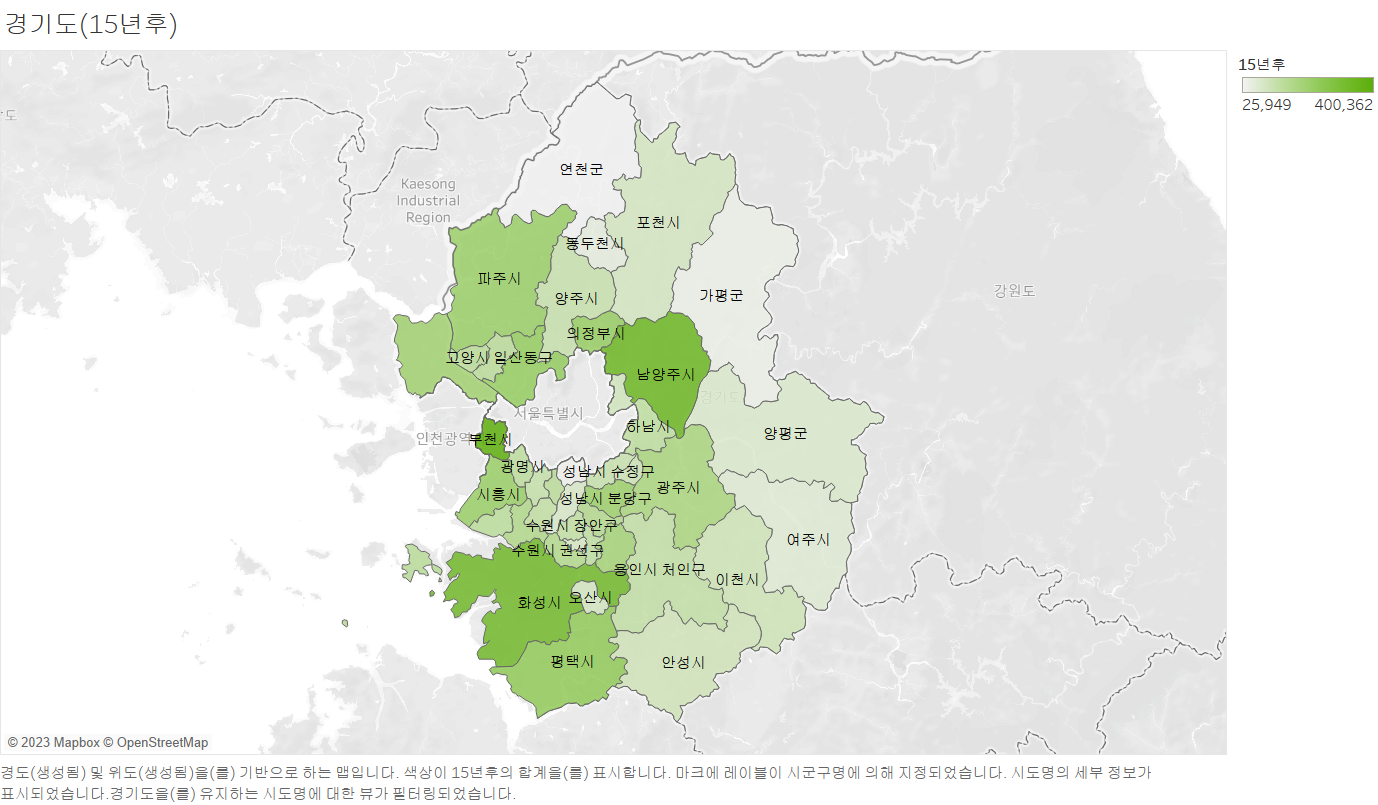 경기도(15년후)
15년후
25,949 400,362
Kaesong
Industrial
Region
연천군
포천시
동두천시
파주시
양주시
가평군
강원도
의정부시
고양시 일산동구
남양주시
경기도
서울특별시
하남시
양평군
인천광역
부천시
광명시
성남시 수정구
시흥시
성남시 분당구
광주시
수원시 장안구
여주시
수원시 권선구
용인시 처인구
이천시
화성시
오산시
평택시
안성시
© 2023 Mapbox © OpenStreetMap
경도(생성됨) 및 위도(생성됨)을(를) 기반으로 하는 맵입니다. 색상이 15년후의 합계을(를) 표시합니다. 마크에 레이블이 시군구명에 의해 지정되었습니다. 시도명의 세부 정보가
표시되었습니다.경기도을(를) 유지하는 시도명에 대한 뷰가 필터링되었습니다.